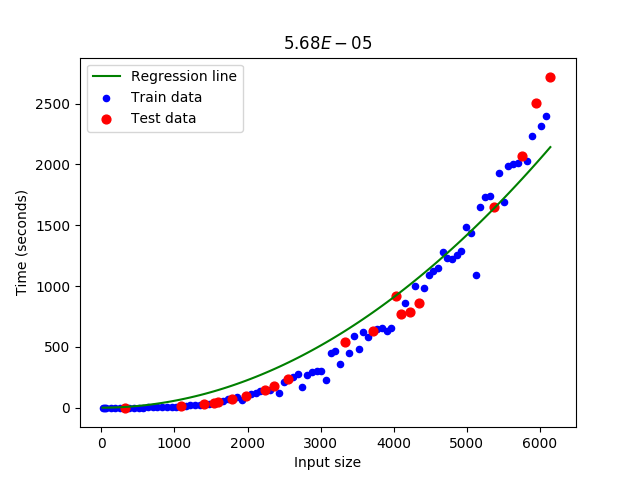 5.68E − 05
Regression line
Train data
Test data
Time (seconds)
2500
2000
1500
1000
500
0
0 1000 2000 3000 4000 5000 6000
Input size